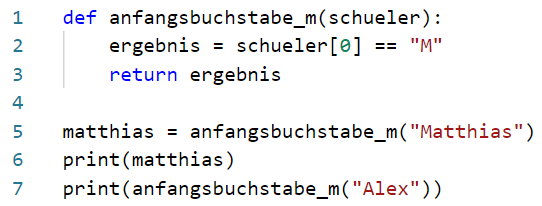 1 def anfangsbuchstabe_m(schueler):
2     ergebnis = schueler[0] == "M"
3     return ergebnis
4
5 matthias = anfangsbuchstabe_m("Matthias")
6 print(matthias)
7 print(anfangsbuchstabe_m("Alex"))